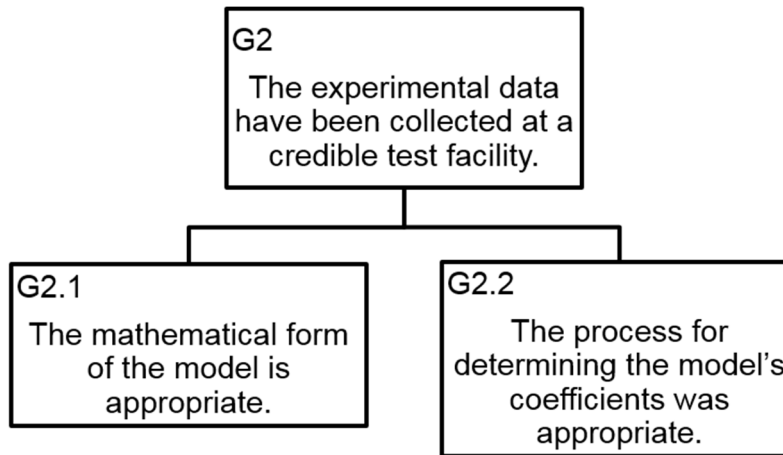 G2
The experimental data
have been collected at a
credible test facility.
G2.1
The mathematical form
of the model is
appropriate.
G2.2
The process for
determining the model's
coefficients was
appropriate.